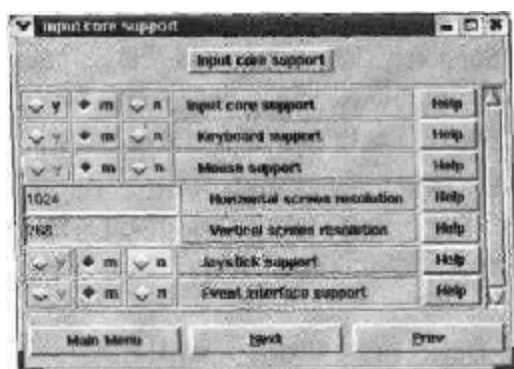 Input core support
Input core support
y m n Input core support Help
y m n Keyboard support Help
y m n Mouse support Help
1024 Horizontal screen resolution Help
768 Vertical screen resolution Help
y m n Joystick support Help
y m n Event interface support Help
Main Menu Next Prev